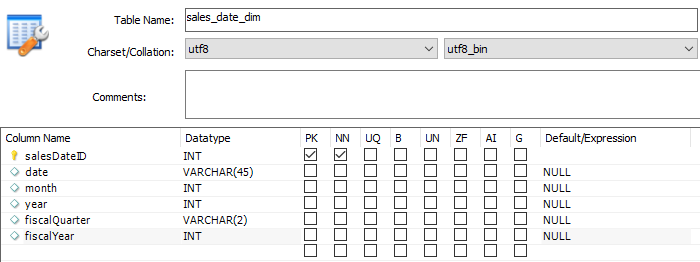 Table Name: sales_date_dim
Charset/Collation: utf8 utf8_bin
Comments:
Column Name Datatype PK NN UQ B UN ZF AI G Default/Expression
salesDateID INT
date VARCHAR(45) NULL
month INT NULL
year INT NULL
fiscalQuarter VARCHAR(2) NULL
fiscalYear INT NULL